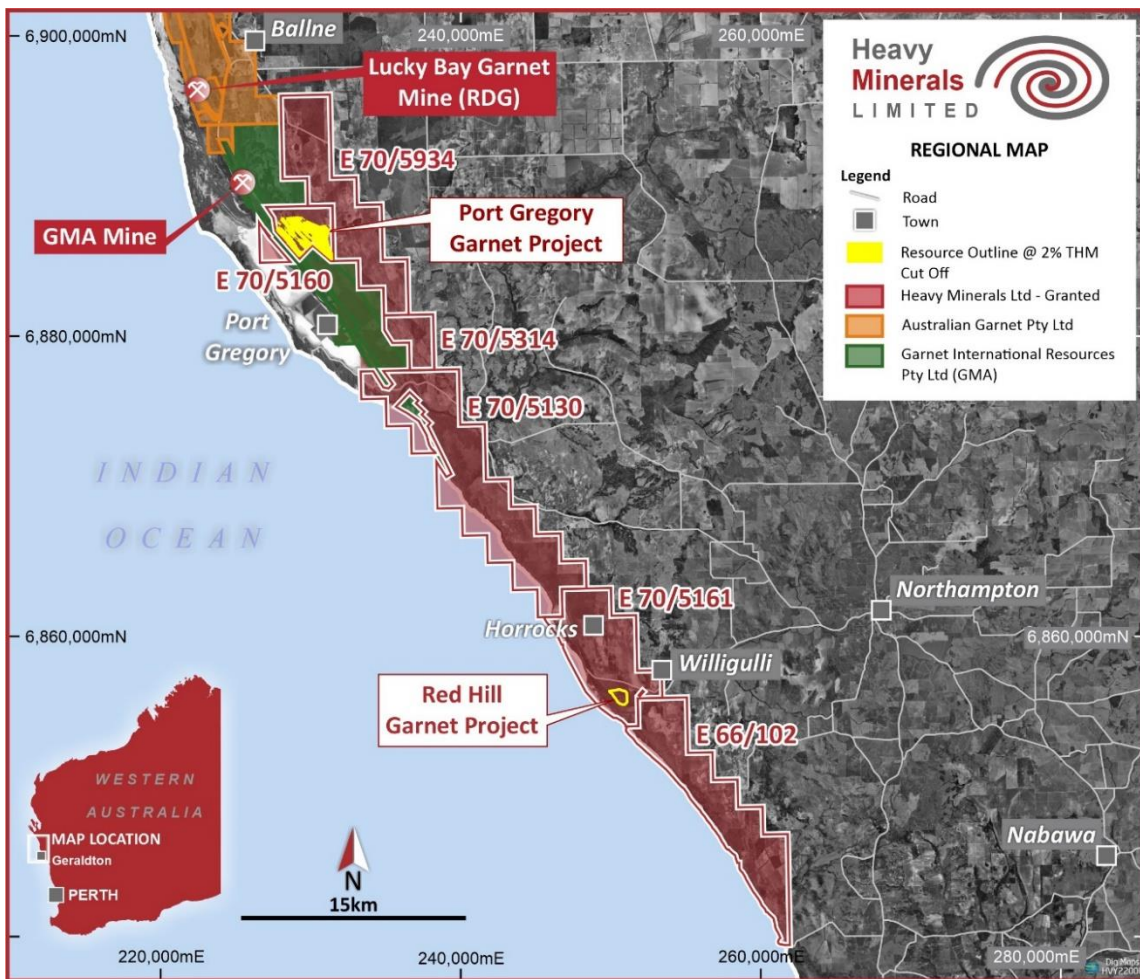 6,900,000mN
Ballne
240,000mE
260,000mE
Lucky Bay Garnet
Mine (RDG)
Heavy
Minerals
LIMITED
REGIONAL MAP
Legend
Road
Town
Resource Outline @ 2% THM
Cut Off
Heavy Minerals Ltd - Granted
Australian Garnet Pty Ltd
Garnet International Resources
Pty Ltd (GMA)
E 70/5934
GMA Mine
Port Gregory
Garnet Project
E 70/5160
Port
Gregory
6,880,000mN
E 70/5314
E 70/5130
INDIAN
OCEAN
E 70/5161
Northampton
Horrocks
6,860,000mN
6,860,000mN
Willigulli
Red Hill
Garnet Project
E 66/102
WESTERN
AUSTRALIA
MAP LOCATION
Geraldton
PERTH
N
15km
Nabawa
220,000mE
240,000mE
260,000mE
280,000mE
DigMaps